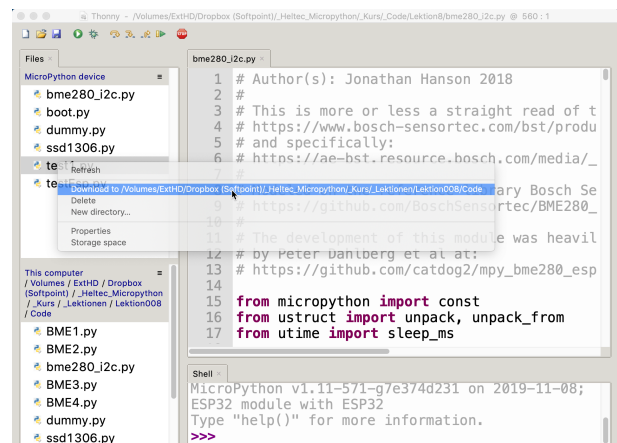 Thonny - /Volumes/ExtHD/Dropbox (Softpoint)/_Heltec_Micropython/_Kurs/_Code/Lektion8/bme280_i2c.py @ 560 : 1
Files ×
MicroPython device
bme280_i2c.py
boot.py
dummy.py
ssd1306.py
Refresh
Download to /Volumes/ExtHD/Dropbox (Softpoint)/_Heltec_Micropython/_Kurs/_Lektionen/Lektion008/Code
Delete
New directory...
Properties
Storage space
This computer
/ Volumes / ExtHD / Dropbox
(Softpoint) / _Heltec_Micropython
/ _Kurs / _Lektionen / Lektion008
/ Code
BME1.py
BME2.py
bme280_i2c.py
BME3.py
BME4.py
dummy.py
ssd1306.py
bme280_i2c.py ×
1 # Author(s): Jonathan Hanson 2018
2 #
3 # This is more or less a straight read of t
4 # https://www.bosch-sensortec.com/bst/produ
5 # and specifically:
6 # https://ae-bst.resource.bosch.com/media/_
7 #
rary Bosch Se
BoschSensortec/BME280_
11 # The development of this module was heavil
12 # by Peter Dahlberg et al at:
13 # https://github.com/catdog2/mpy_bme280_esp
14
15 from micropython import const
16 from ustruct import unpack, unpack_from
17 from utime import sleep_ms
Shell ×
MicroPython v1.11-571-g7e374d231 on 2019-11-08;
ESP32 module with ESP32
Type "help()" for more information.
>>>